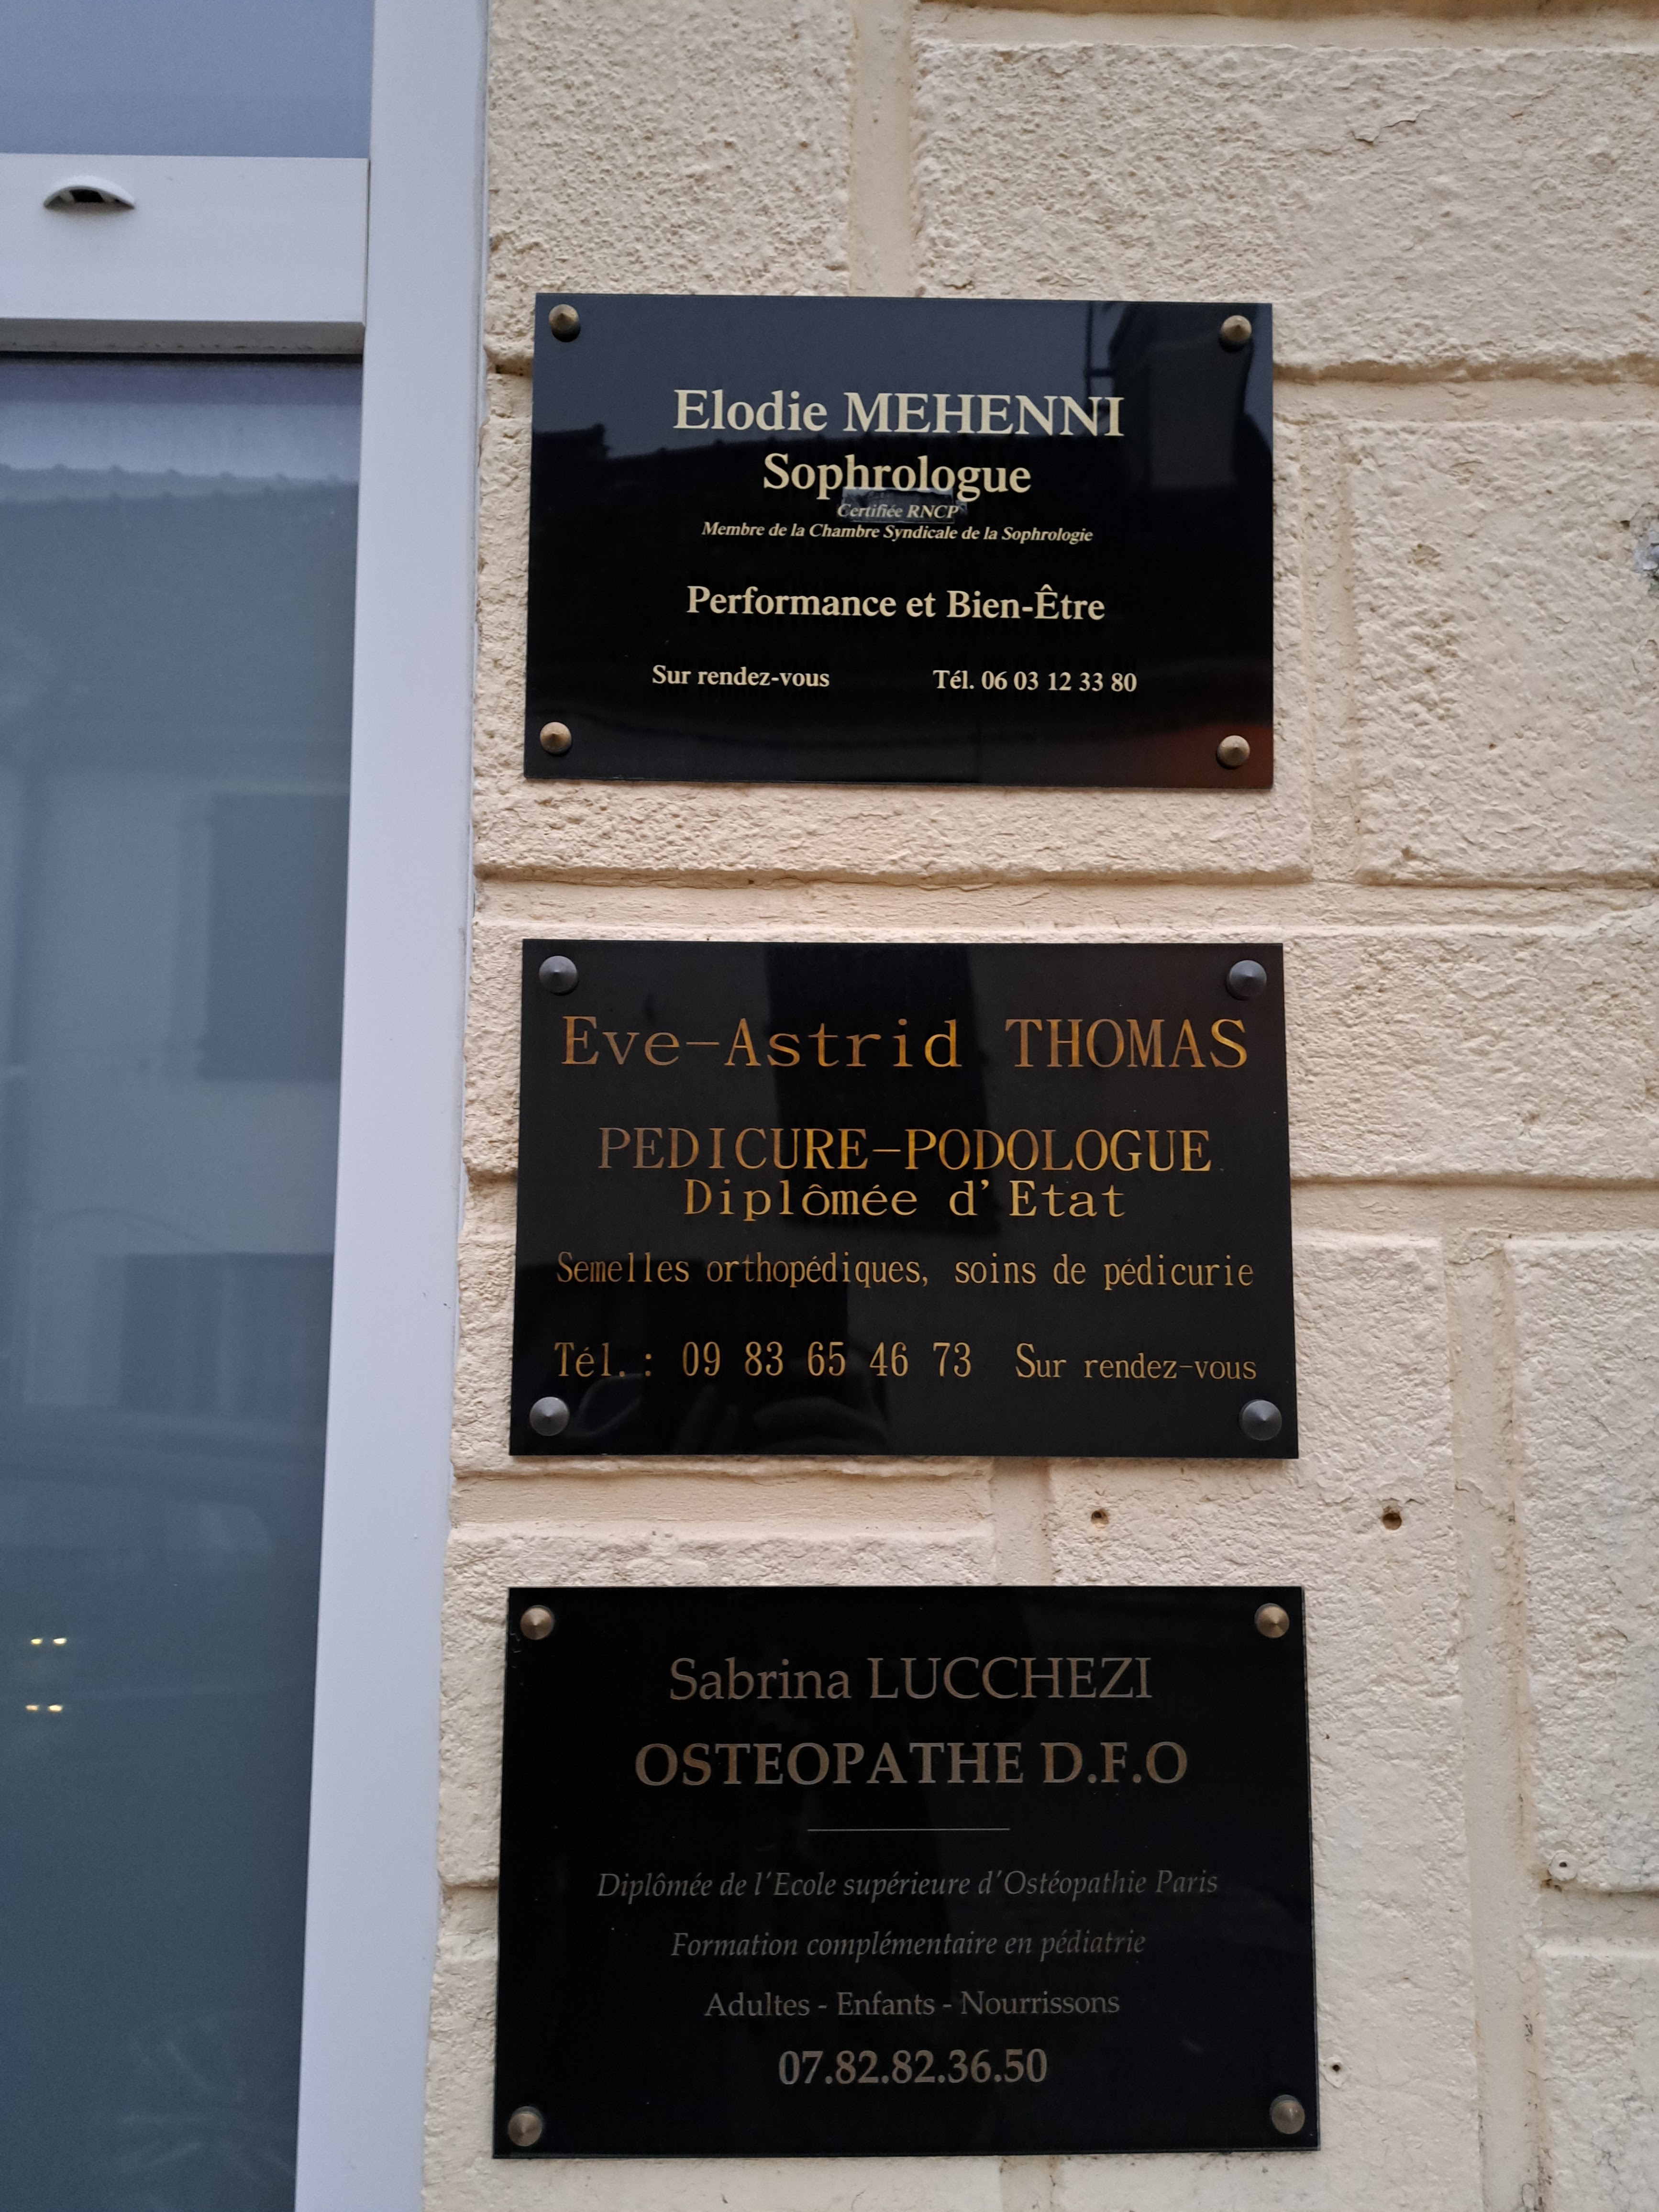 Elodie MEHENNI
Sophrologue
Certifiée RNCP
Membre de la Chambre Syndicale de la Sophrologie
Performance et Bien-Être
Sur rendez-vous Tél. 06 03 12 33 80
Eve-Astrid THOMAS
PEDICURE-PODOLOGUE
Diplômée d'Etat
Semelles orthopédiques, soins de pédicurie
Tél.: 09 83 65 46 73 Sur rendez-vous
Sabrina LUCCHEZI
OSTEOPATHE D.F.O
Diplômée de l'Ecole supérieure d'Ostéopathie Paris
Formation complémentaire en pédiatrie
Adultes - Enfants - Nourrissons
07.82.82.36.50